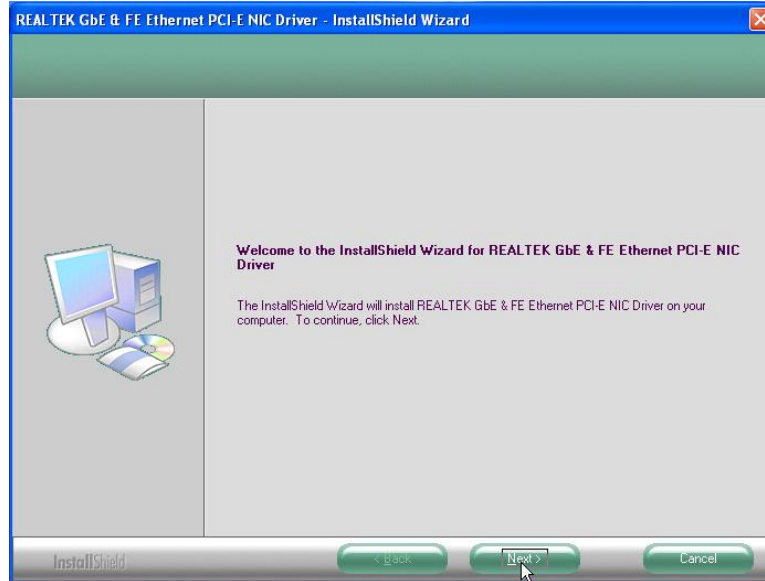 REALTEK GbE & FE Ethernet PCI-E NIC Driver - InstallShield Wizard
Welcome to the InstallShield Wizard for REALTEK GbE & FE Ethernet PCI-E NIC
Driver
The InstallShield Wizard will install REALTEK GbE & FE Ethernet PCI-E NIC Driver on your
computer. To continue, click Next.
InstallShield
< Back
Next >
Cancel